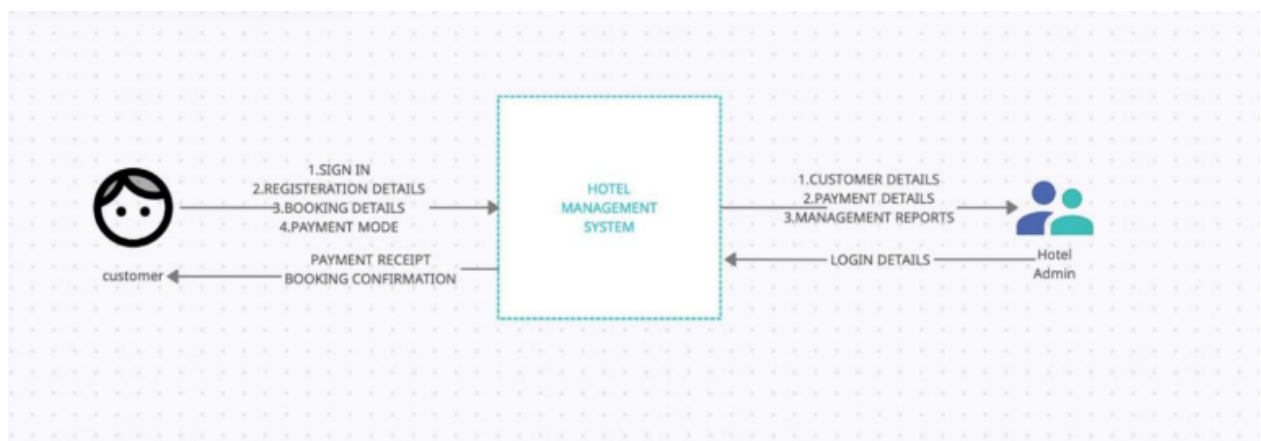 1.SIGN IN
2.REGISTERATION DETAILS
3.BOOKING DETAILS
4.PAYMENT MODE
PAYMENT RECEIPT
BOOKING CONFIRMATION
customer
HOTEL
MANAGEMENT
SYSTEM
1.CUSTOMER DETAILS
2.PAYMENT DETAILS
3.MANAGEMENT REPORTS
LOGIN DETAILS
Hotel
Admin